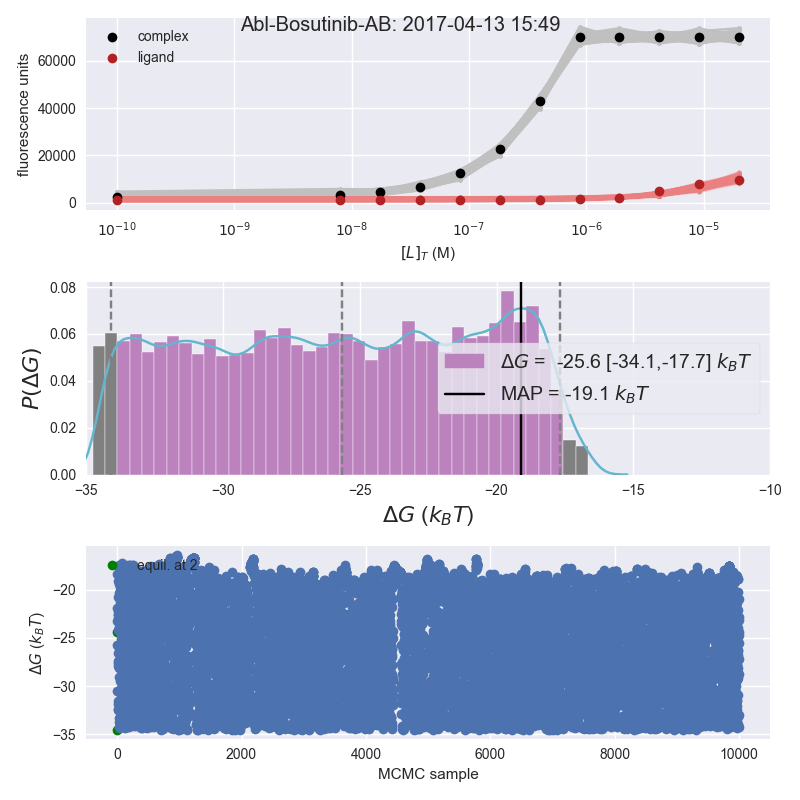 Abl-Bosutinib-AB: 2017-04-13 15:49
complex
ligand
fluorescence units
60000
40000
20000
0
10⁻¹⁰ 10⁻⁹ 10⁻⁸ 10⁻⁷ 10⁻⁶ 10⁻⁵
[L]_T (M)
P(ΔG)
0.08
0.06
0.04
0.02
0.00
ΔG = -25.6 [-34.1,-17.7] k_BT
MAP = -19.1 k_BT
−35 −30 −25 −20 −15 −10
ΔG (k_BT)
equil. at 2
ΔG (k_BT)
−20
−25
−30
−35
0 2000 4000 6000 8000 10000
MCMC sample